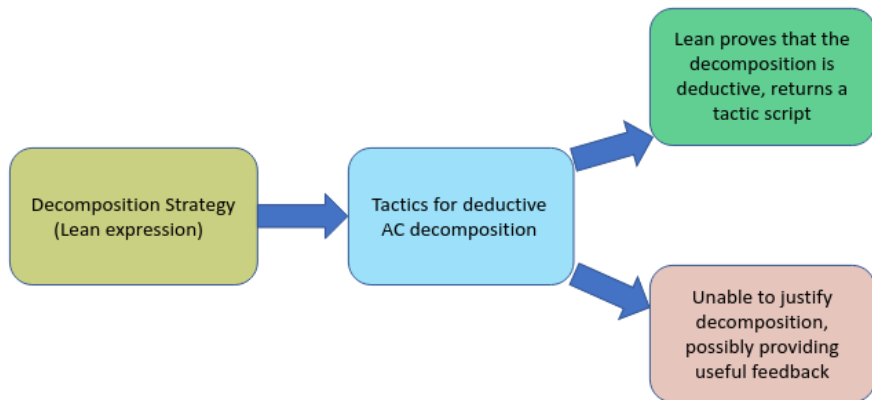 Decomposition Strategy
(Lean expression)
Tactics for deductive
AC decomposition
Lean proves that the
decomposition is
deductive, returns a
tactic script
Unable to justify
decomposition,
possibly providing
useful feedback